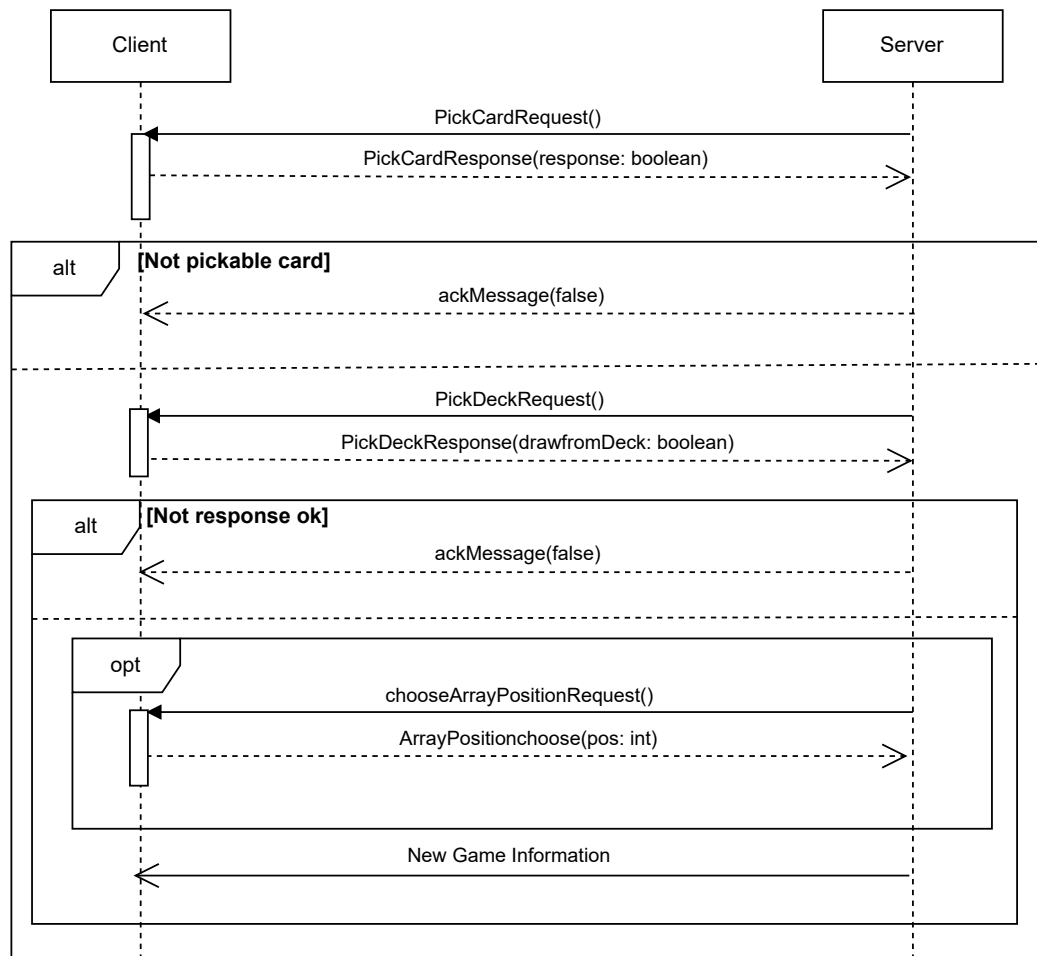 Client
Server
PickCardRequest()
PickCardResponse(response: boolean)
alt
[Not pickable card]
ackMessage(false)
PickDeckRequest()
PickDeckResponse(drawfromDeck: boolean)
alt
[Not response ok]
ackMessage(false)
opt
chooseArrayPositionRequest()
ArrayPositionchoose(pos: int)
New Game Information